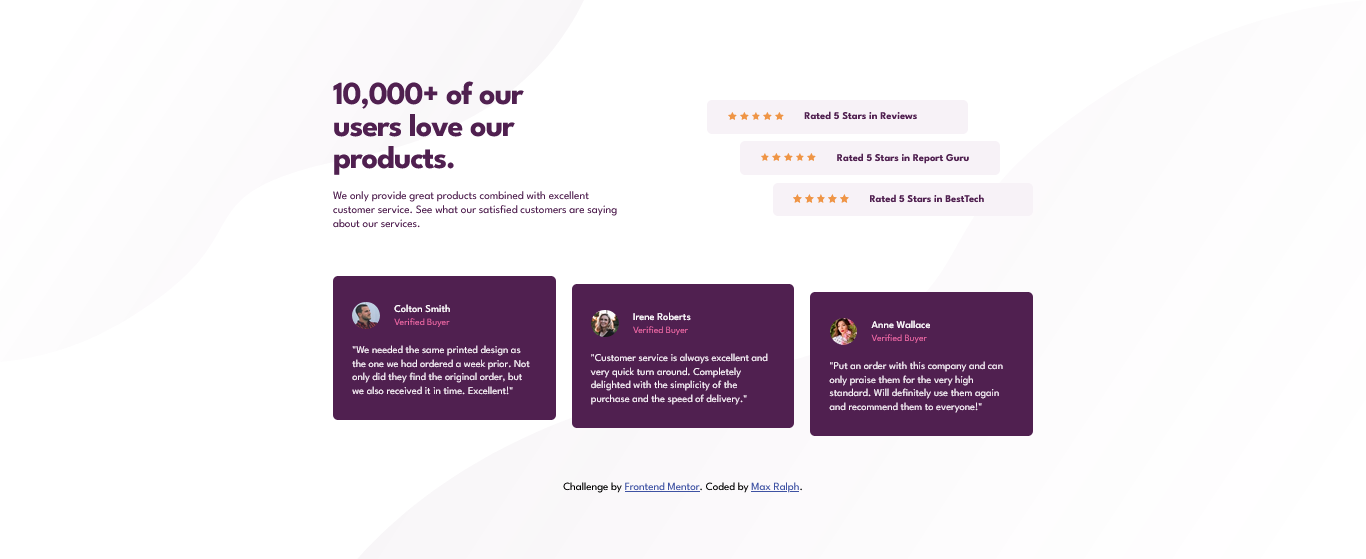 10,000+ of our
users love our
products.
We only provide great products combined with excellent
customer service. See what our satisfied customers are saying
about our services.
Rated 5 Stars in Reviews
Rated 5 Stars in Report Guru
Rated 5 Stars in BestTech
Colton Smith
Verified Buyer
"We needed the same printed design as
the one we had ordered a week prior. Not
only did they find the original order, but
we also received it in time. Excellent!"
Irene Roberts
Verified Buyer
"Customer service is always excellent and
very quick turn around. Completely
delighted with the simplicity of the
purchase and the speed of delivery."
Anne Wallace
Verified Buyer
"Put an order with this company and can
only praise them for the very high
standard. Will definitely use them again
and recommend them to everyone!"
Challenge by Frontend Mentor. Coded by Max Ralph.